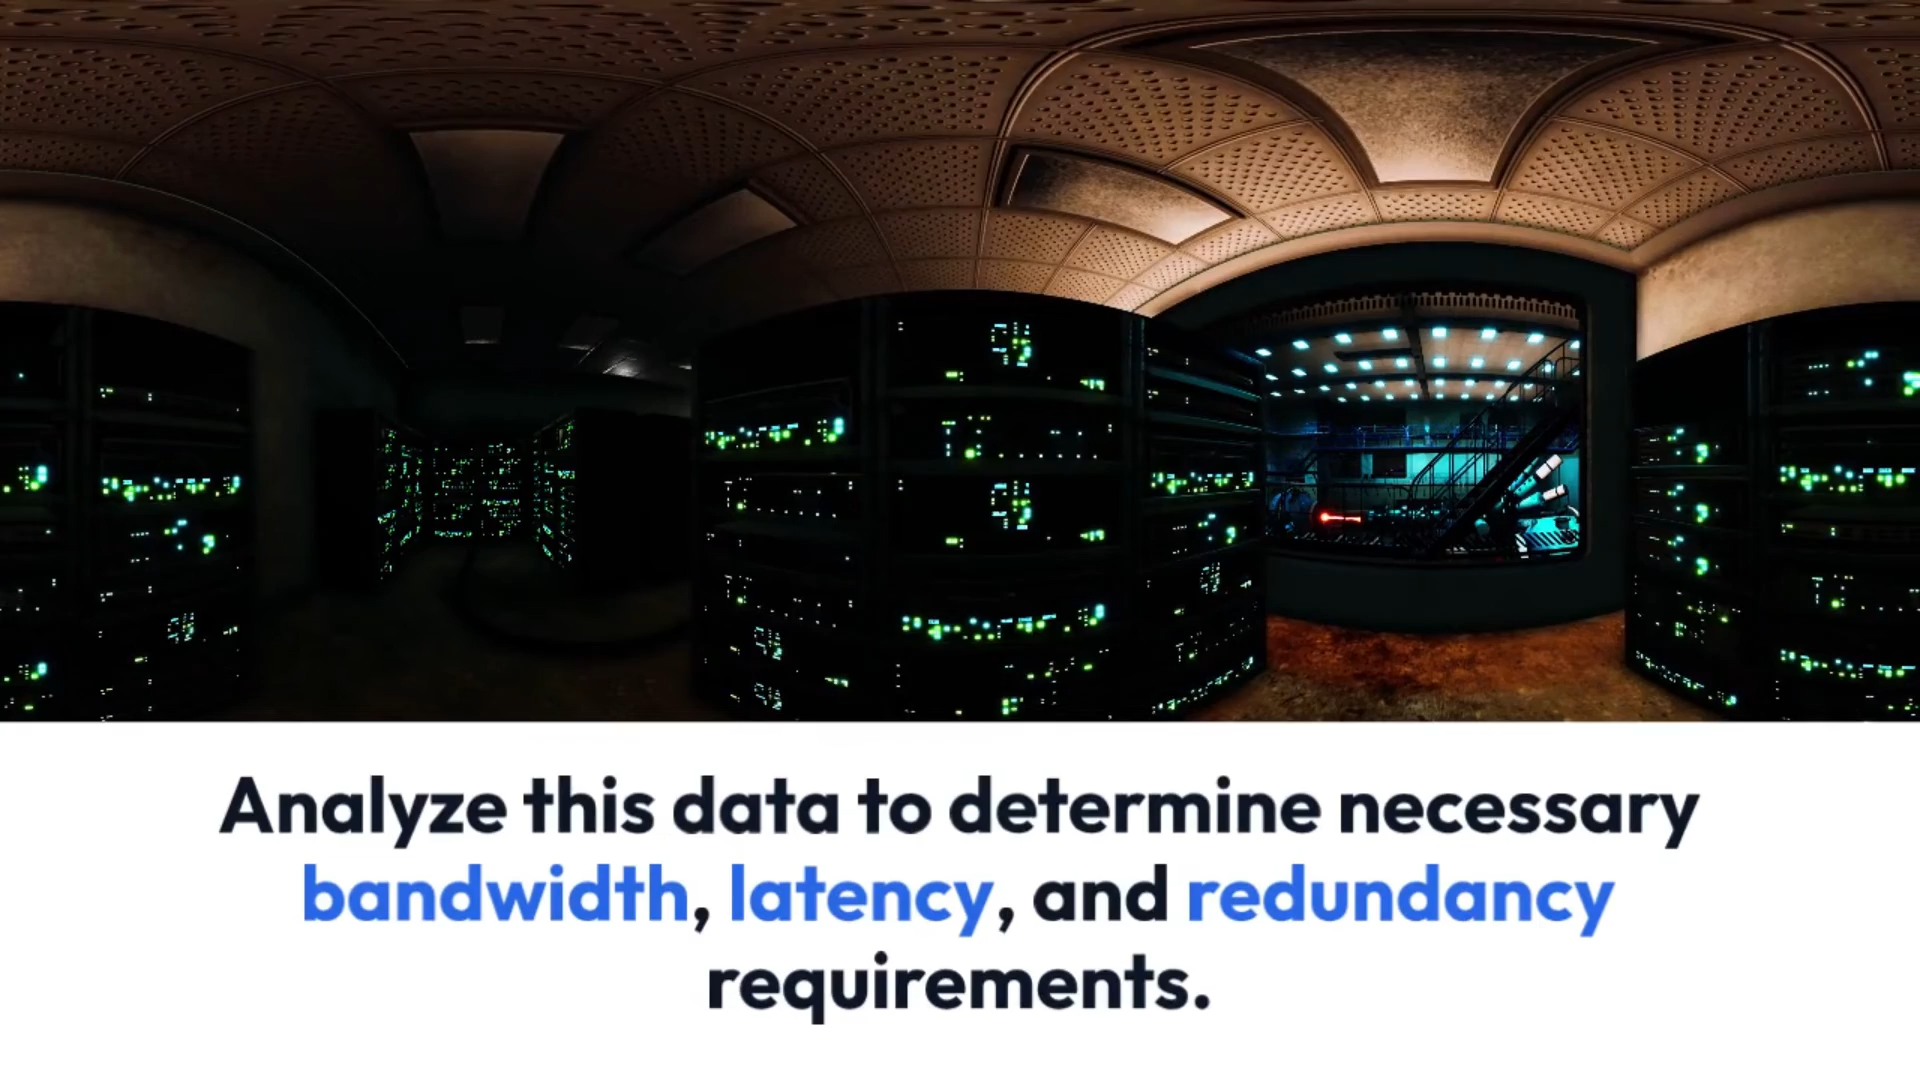 Analyze this data to determine necessary
bandwidth, latency, and redundancy
requirements.